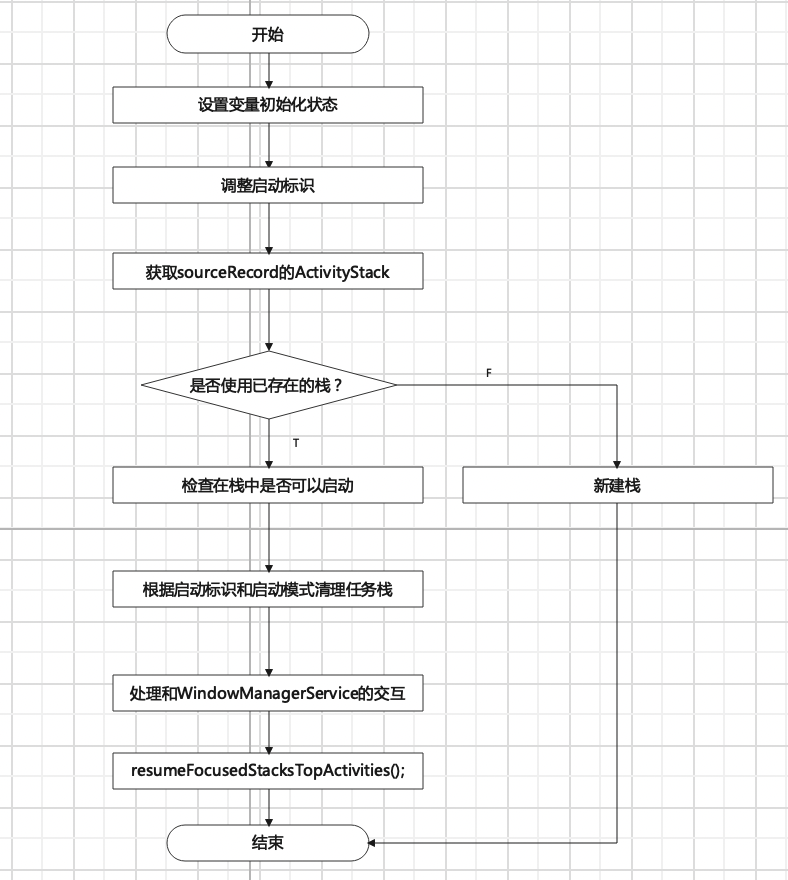 开始
设置变量初始化状态
调整启动标识
获取sourceRecord的ActivityStack
是否使用已存在的栈？
F
T
检查在栈中是否可以启动
新建栈
根据启动标识和启动模式清理任务栈
处理和WindowManagerService的交互
resumeFocusedStacksTopActivities();
结束